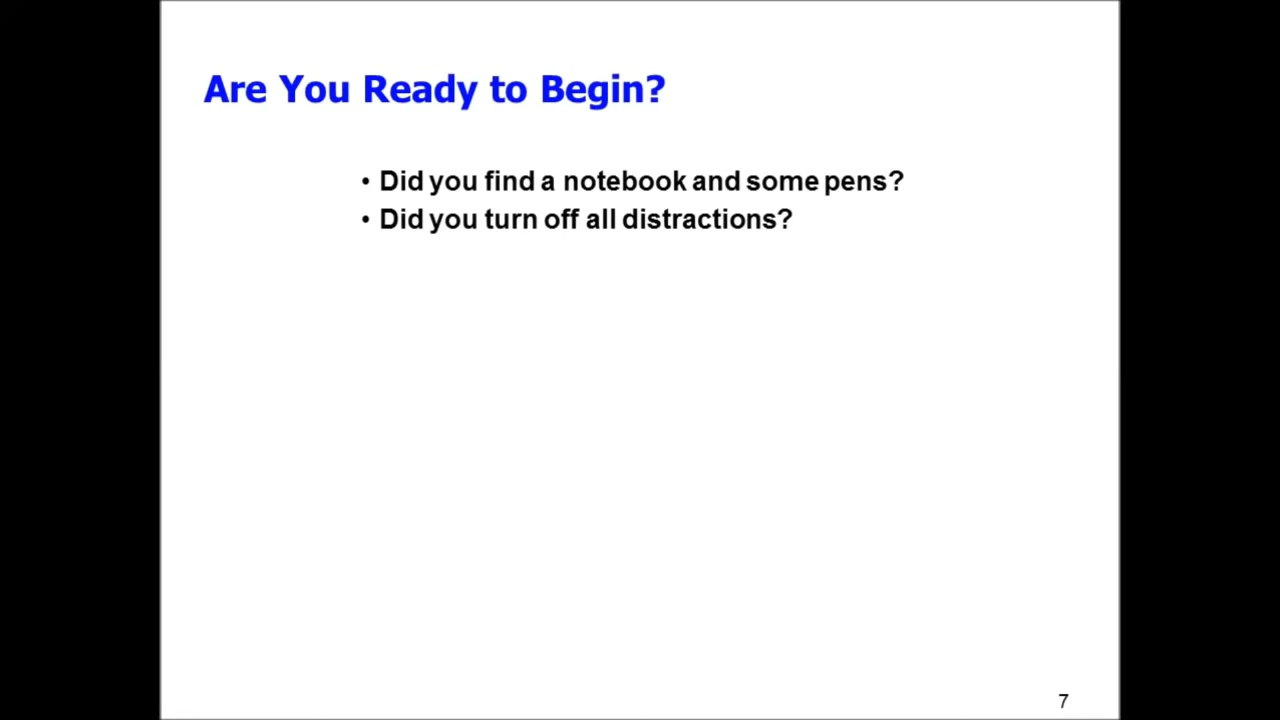 Are You Ready to Begin?
• Did you find a notebook and some pens?
• Did you turn off all distractions?
7